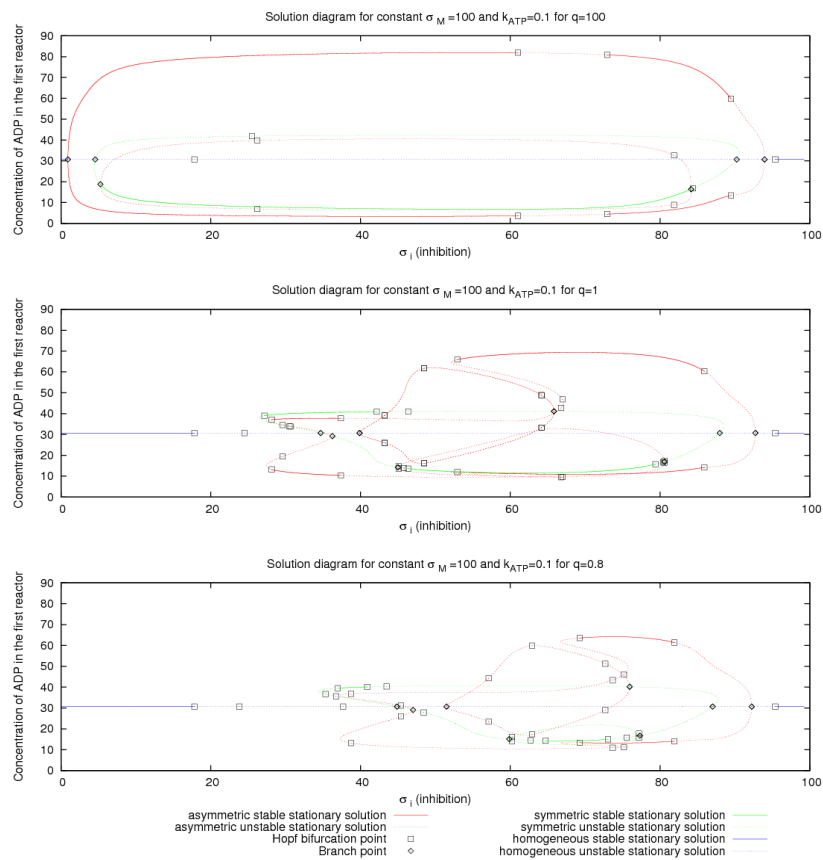 Solution diagram for constant σ M =100 and kATP=0.1 for q=100
Concentration of ADP in the first reactor
90
80
70
60
50
40
30
20
10
0
0 20 40 60 80 100
σ i (inhibition)
Solution diagram for constant σ M =100 and kATP=0.1 for q=1
Concentration of ADP in the first reactor
90
80
70
60
50
40
30
20
10
0
0 20 40 60 80 100
σ i (inhibition)
Solution diagram for constant σ M =100 and kATP=0.1 for q=0.8
Concentration of ADP in the first reactor
90
80
70
60
50
40
30
20
10
0
0 20 40 60 80 100
σ i (inhibition)
asymmetric stable stationary solution
asymmetric unstable stationary solution
Hopf bifurcation point
Branch point
symmetric stable stationary solution
symmetric unstable stationary solution
homogeneous stable stationary solution
homogeneous unstable stationary solution